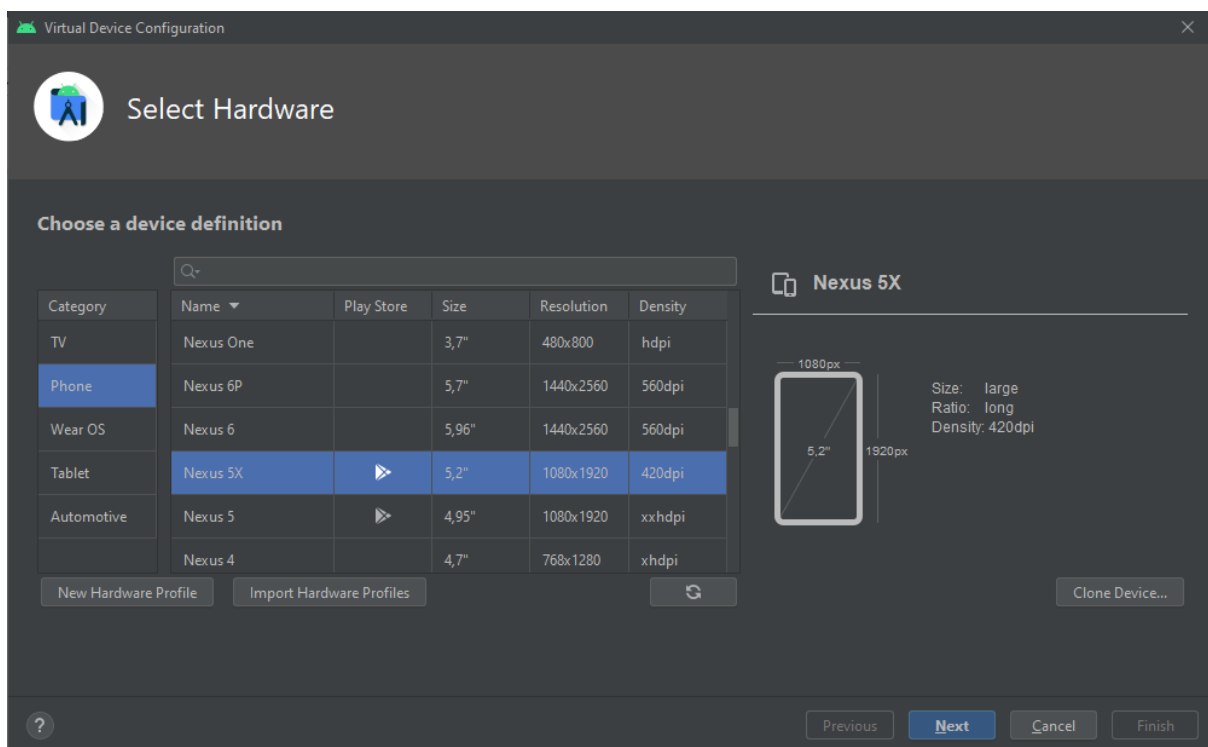 Virtual Device Configuration
Select Hardware
Choose a device definition
Category
TV
Phone
Wear OS
Tablet
Automotive
Name Play Store Size Resolution Density
Nexus One 3,7" 480x800 hdpi
Nexus 6P 5,7" 1440x2560 560dpi
Nexus 6 5,96" 1440x2560 560dpi
Nexus 5X 5,2" 1080x1920 420dpi
Nexus 5 4,95" 1080x1920 xxhdpi
Nexus 4 4,7" 768x1280 xhdpi
New Hardware Profile Import Hardware Profiles
Nexus 5X
1080px
5,2"
1920px
Size: large
Ratio: long
Density: 420dpi
Clone Device...
? Previous Next Cancel Finish